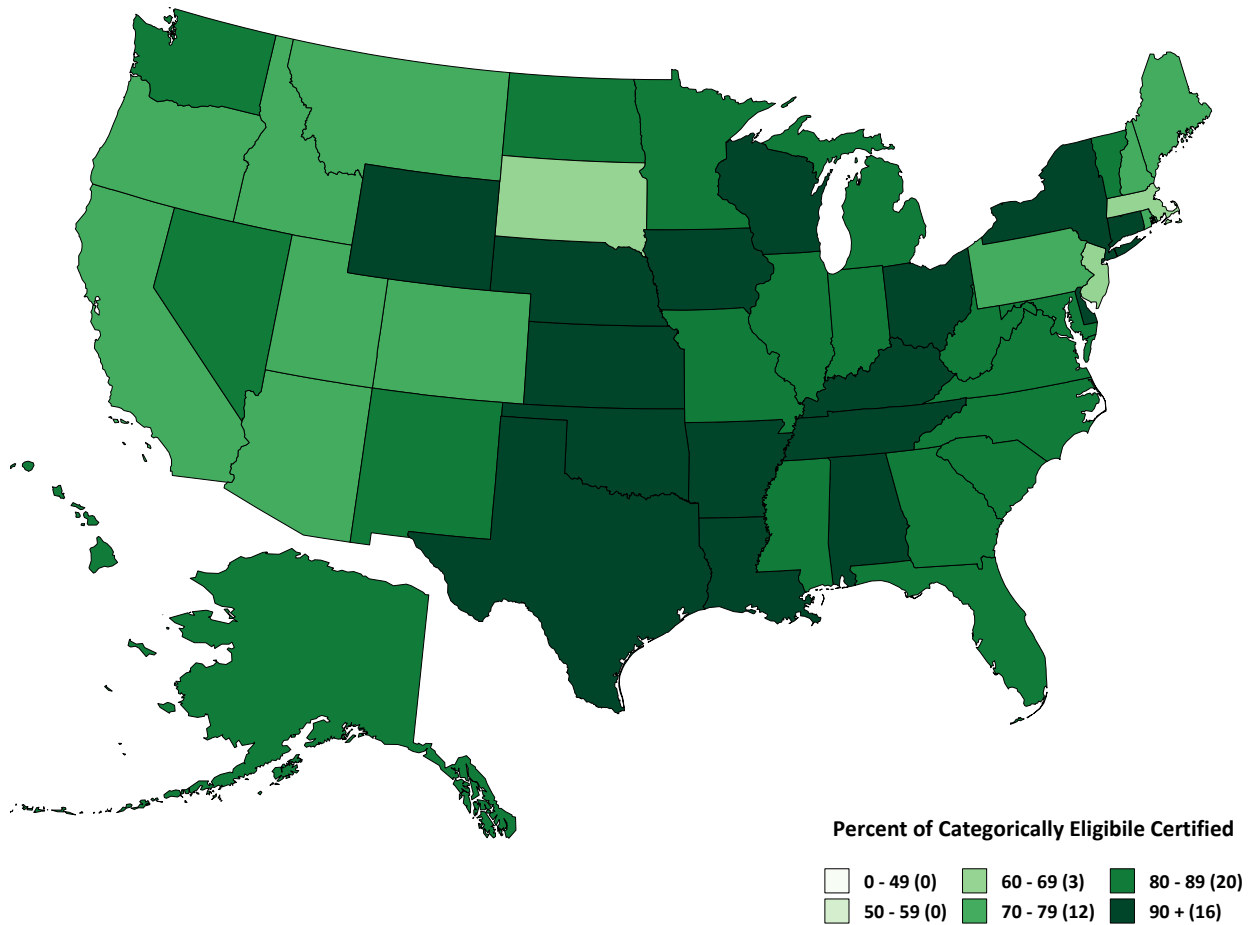 Percent of Categorically Eligibile Certified
0 - 49 (0) 60 - 69 (3) 80 - 89 (20)
50 - 59 (0) 70 - 79 (12) 90 + (16)